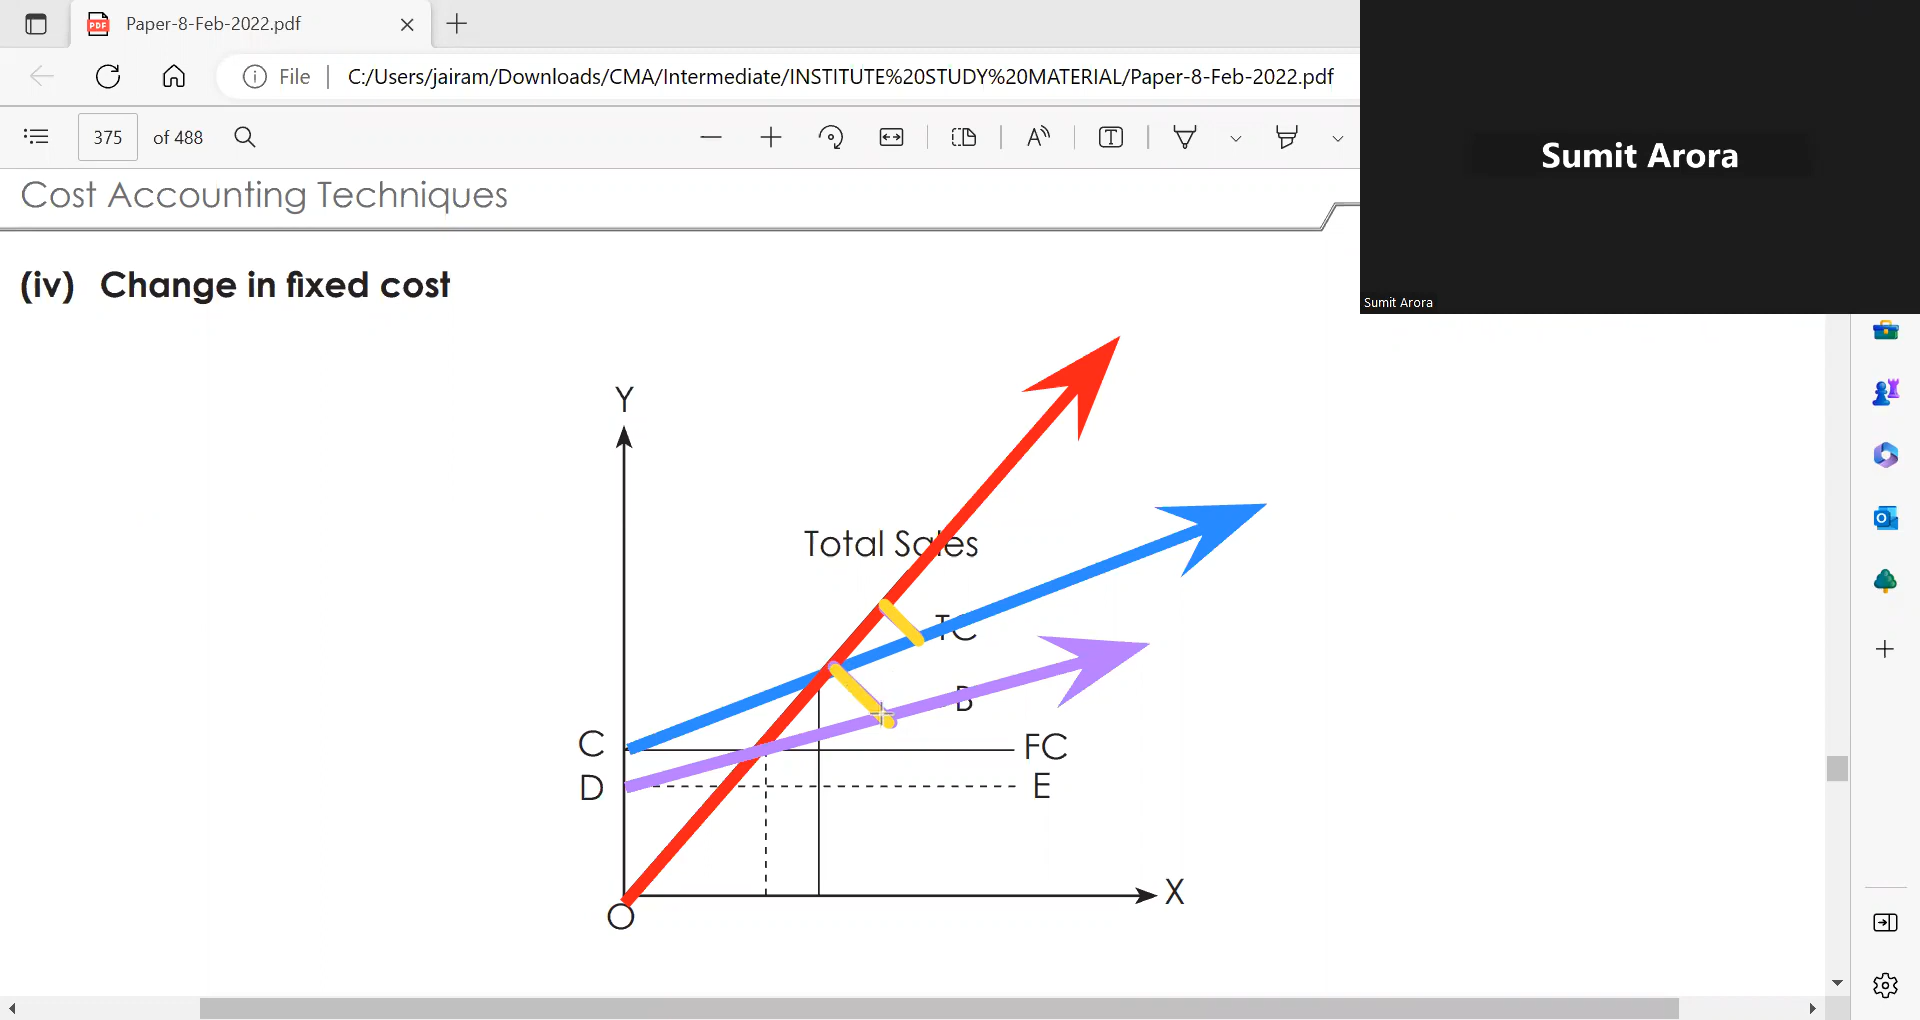 Paper-8-Feb-2022.pdf
File
C:/Users/jairam/Downloads/CMA/Intermediate/INSTITUTE%20STUDY%20MATERIAL/Paper-8-Feb-2022.pdf
375 of 488
Sumit Arora
Sumit Arora
Cost Accounting Techniques
(iv) Change in fixed cost
Y
Total Sales
TC
B
C
FC
D
E
X
O